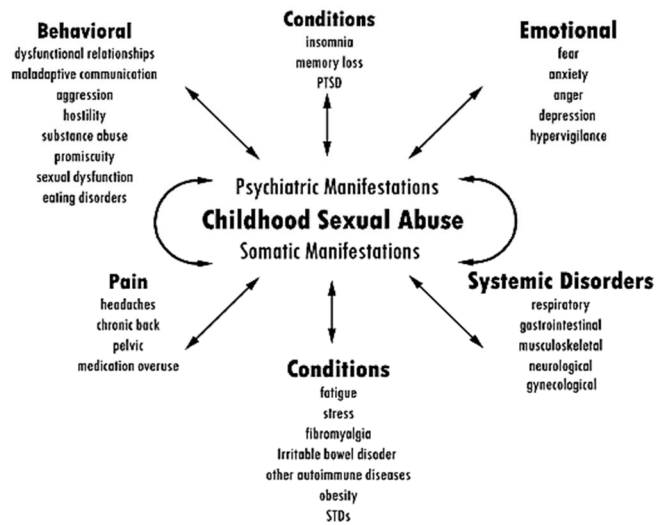 Behavioral
dysfunctional relationships
maladaptive communication
aggression
hostility
substance abuse
promiscuity
sexual dysfunction
eating disorders
Conditions
insomnia
memory loss
PTSD
Emotional
fear
anxiety
anger
depression
hypervigilance
Psychiatric Manifestations
Childhood Sexual Abuse
Somatic Manifestations
Pain
headaches
chronic back
pelvic
medication overuse
Conditions
fatigue
stress
fibromyalgia
Irritable bowel disoder
other autoimmune diseases
obesity
STDs
Systemic Disorders
respiratory
gastrointestinal
musculoskeletal
neurological
gynecological